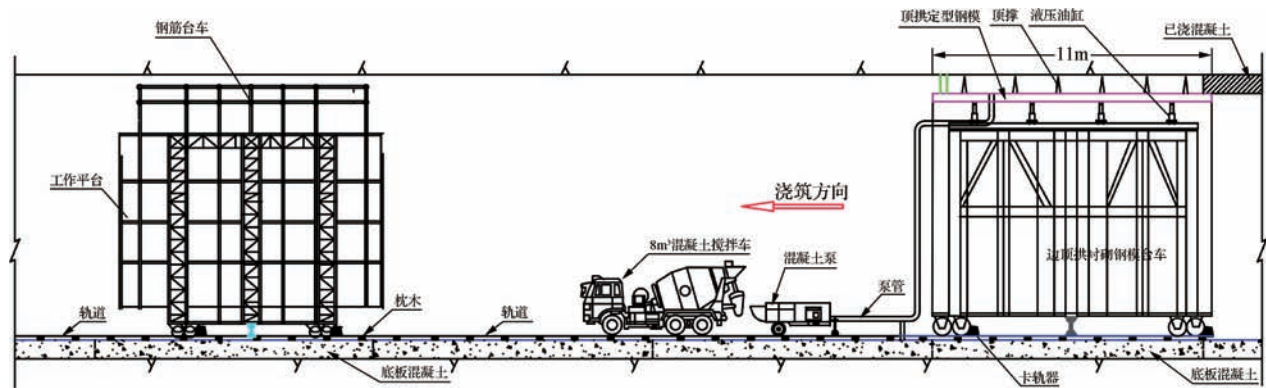 钢筋台车
顶拱定型钢模
顶撑
液压油缸
已浇混凝土
11m
工作平台
浇筑方向
8m³混凝土搅拌车
混凝土泵
泵管
边顶拱衬砌钢模台车
轨道
枕木
轨道
底板混凝土
卡轨器
底板混凝土